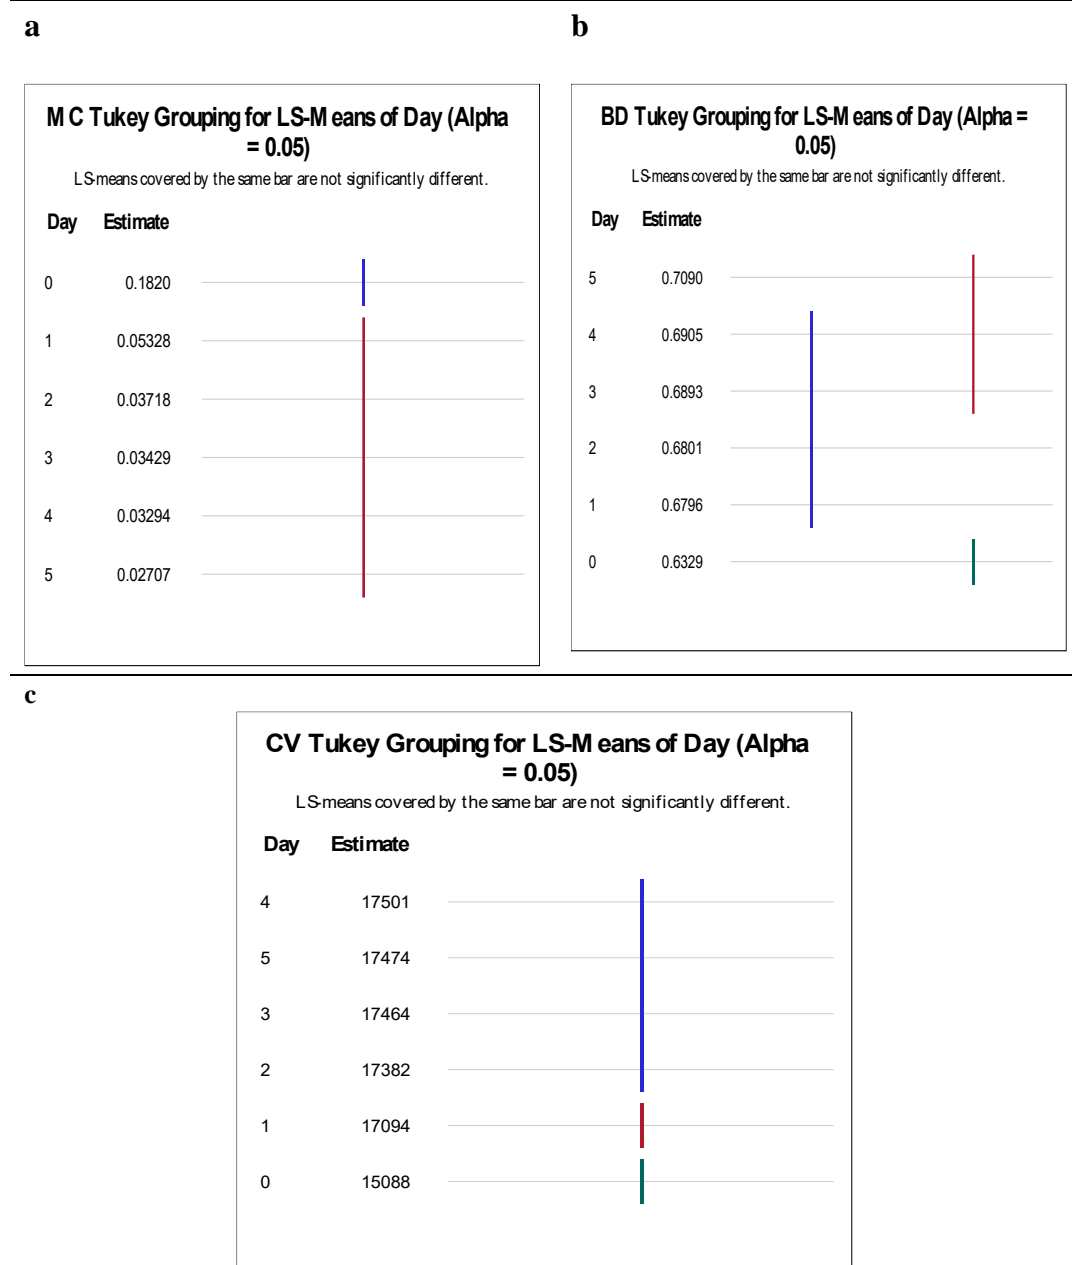 a
b
MC Tukey Grouping for LS-Means of Day (Alpha
= 0.05)
LS-means covered by the same bar are not significantly different.
Day Estimate
0 0.1820
1 0.05328
2 0.03718
3 0.03429
4 0.03294
5 0.02707
BD Tukey Grouping for LS-Means of Day (Alpha =
0.05)
LS-means covered by the same bar are not significantly different.
Day Estimate
5 0.7090
4 0.6905
3 0.6893
2 0.6801
1 0.6796
0 0.6329
c
CV Tukey Grouping for LS-Means of Day (Alpha
= 0.05)
LS-means covered by the same bar are not significantly different.
Day Estimate
4 17501
5 17474
3 17464
2 17382
1 17094
0 15088